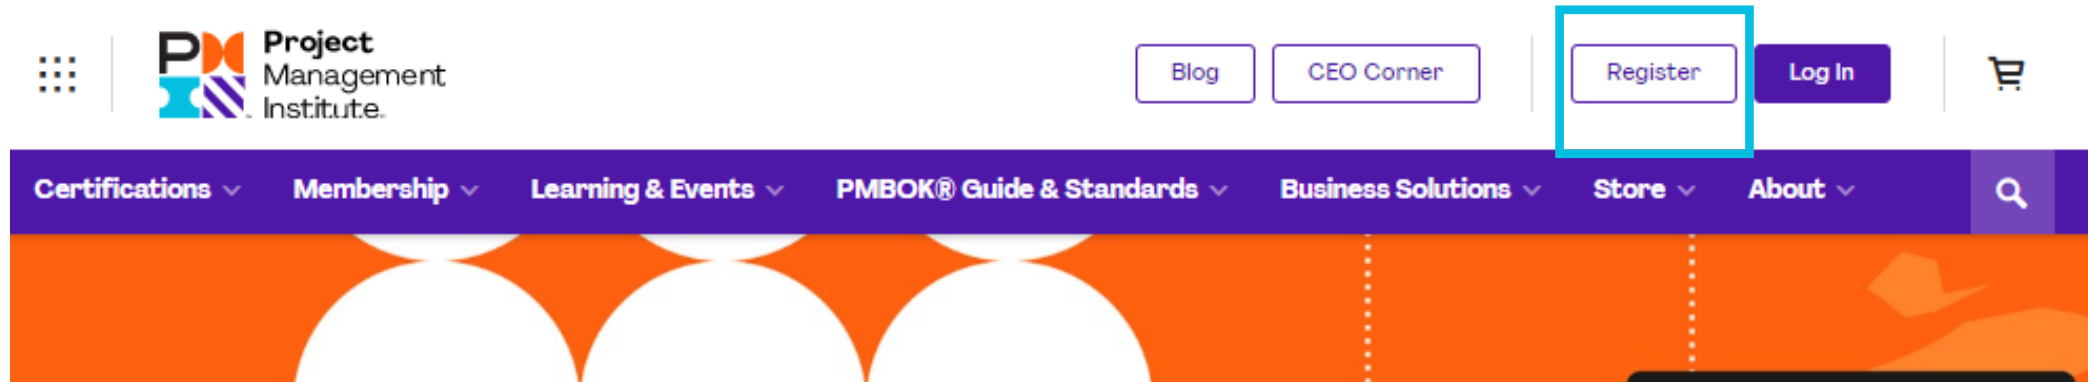 PM
Project
Management
Institute.
Blog
CEO Corner
Register
Log In
Certifications
Membership
Learning & Events
PMBOK® Guide & Standards
Business Solutions
Store
About